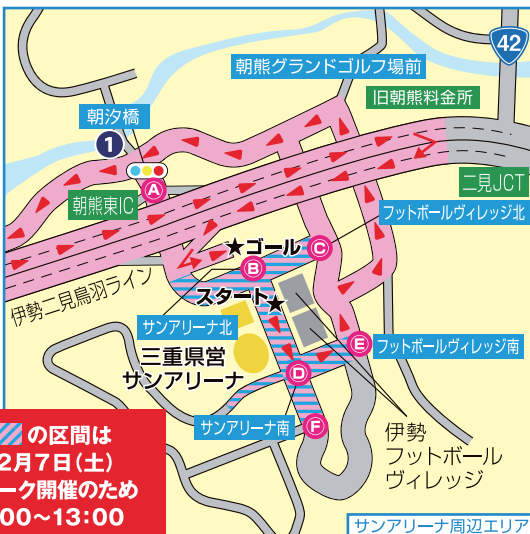 42
朝熊グランドゴルフ場前
旧朝熊料金所
朝汐橋
1
A
朝熊東IC
二見JCT
フットボールヴィレッジ北
★ゴール
C
B
伊勢二見鳥羽ライン
スタート★
サンアリーナ北
三重県営
サンアリーナ
E
フットボールヴィレッジ南
D
サンアリーナ南
F
伊勢
フットボール
ヴィレッジ
の区間は
2月7日(土)
ーク開催のため
00~13:00
サンアリーナ周辺エリア